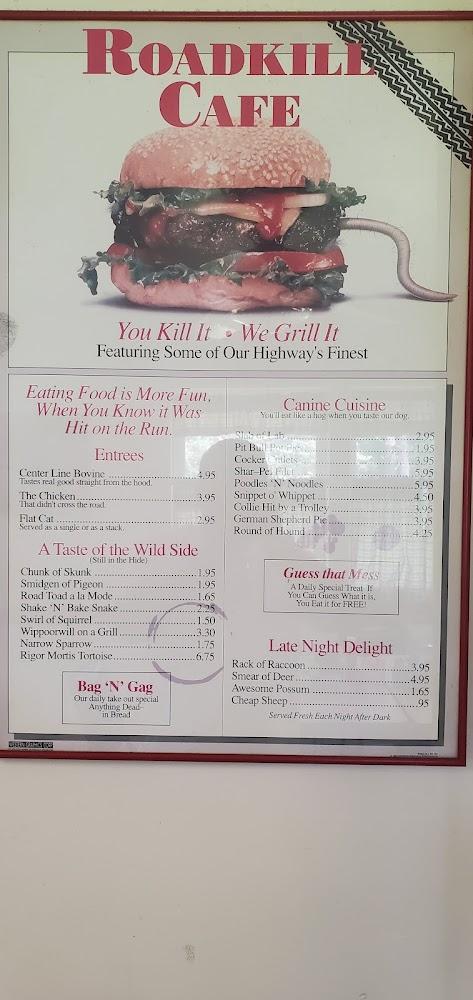 ROADKILL
CAFE
You Kill It • We Grill It
Featuring Some of Our Highway's Finest
Eating Food is More Fun,
When You Know it Was
Hit on the Run.
Entrees
Center Line Bovine 4.95
Tastes real good straight from the hood.
The Chicken 3.95
That didn't cross the road.
Flat Cat 2.95
Served as a single or as a stack.
A Taste of the Wild Side
(Still in the Hide)
Chunk of Skunk 1.95
Smidgen of Pigeon 1.95
Road Toad a la Mode 1.65
Shake 'N' Bake Snake 2.25
Swirl of Squirrel 1.50
Wippoorwill on a Grill 3.30
Narrow Sparrow 1.75
Rigor Mortis Tortoise 6.75
Bag 'N' Gag
Our daily take out special
Anything Dead–
in Bread
Canine Cuisine
You'll eat like a hog when you taste our dog.
Slab of Lab 2.95
Pit Bull 1.95
Cocker Cutlets 3.95
Shar-Pei Filet 5.95
Poodles 'N' Noodles 5.95
Snippet o' Whippet 4.50
Collie Hit by a Trolley 3.95
German Shepherd Pie 3.95
Round of Hound 4.25
Guess that Mess
A Daily Special Treat If
You Can Guess What it is,
You Eat it for FREE!
Late Night Delight
Rack of Raccoon 3.95
Smear of Deer 4.95
Awesome Possum 1.65
Cheap Sheep .95
Served Fresh Each Night After Dark
WESTERN GRAPHICS CORP.